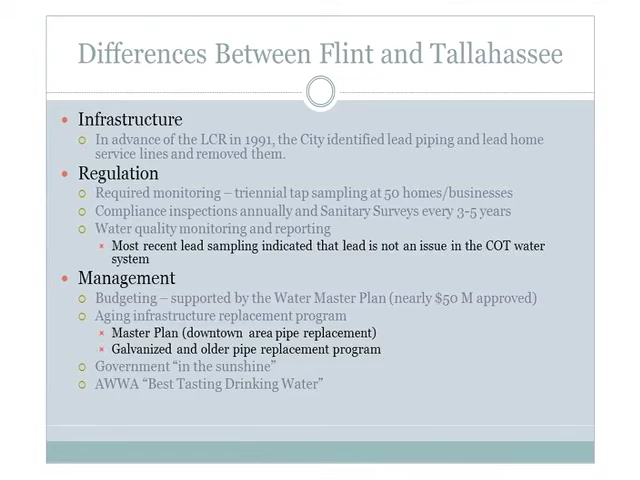 Differences Between Flint and Tallahassee
Infrastructure
In advance of the LCR in 1991, the City identified lead piping and lead home
service lines and removed them.
Regulation
Required monitoring – triennial tap sampling at 50 homes/businesses
Compliance inspections annually and Sanitary Surveys every 3-5 years
Water quality monitoring and reporting
Most recent lead sampling indicated that lead is not an issue in the COT water
system
Management
Budgeting – supported by the Water Master Plan (nearly $50 M approved)
Aging infrastructure replacement program
Master Plan (downtown area pipe replacement)
Galvanized and older pipe replacement program
Government “in the sunshine”
AWWA “Best Tasting Drinking Water”